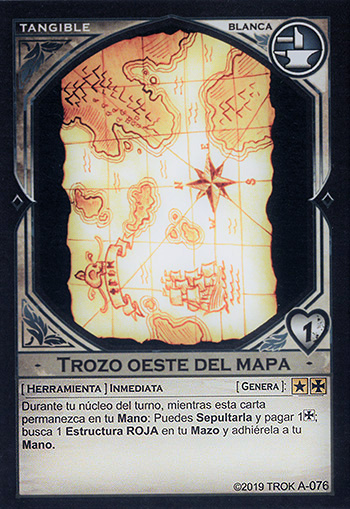 TANGIBLE
BLANCA
N
E
S
1
TROZO OESTE DEL MAPA
[HERRAMIENTA] INMEDIATA
[GENERA:]
Durante tu núcleo del turno, mientras esta carta
permanezca en tu Mano: Puedes Sepultarla y pagar 1✠;
busca 1 Estructura ROJA en tu Mazo y adhiérela a tu
Mano.
©2019 TROK A-076